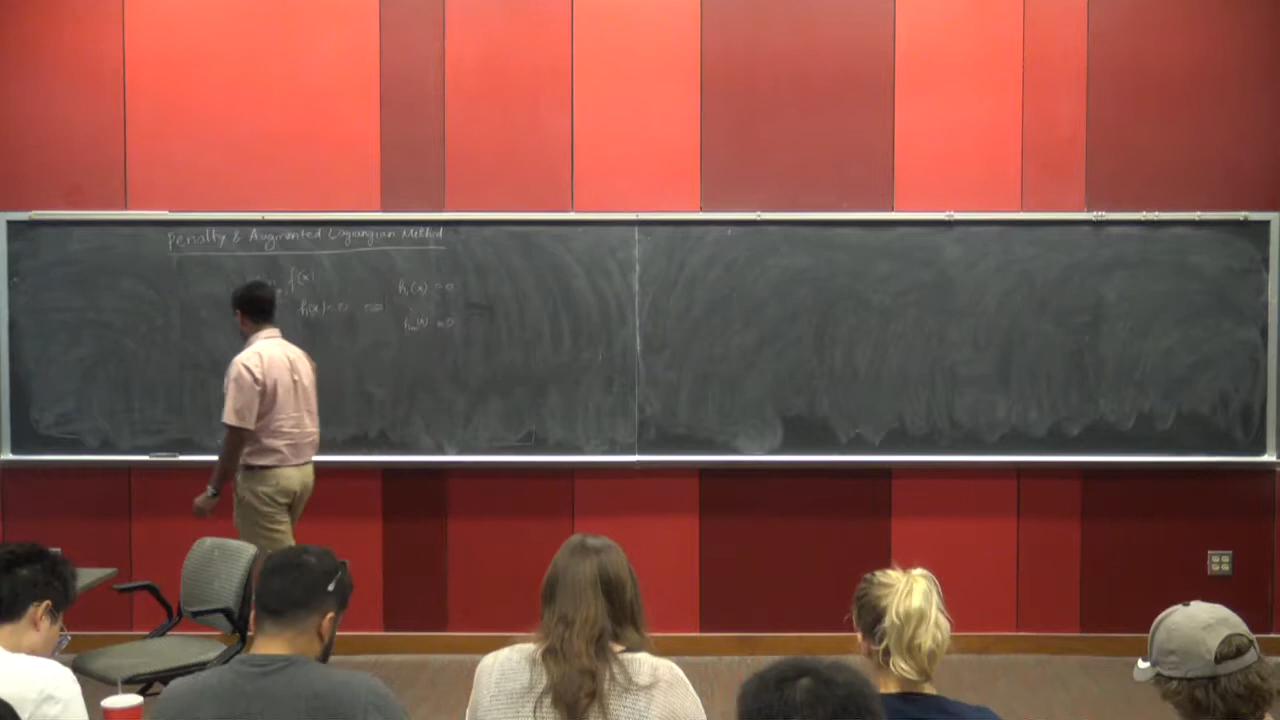 Penalty & Augmented Lagrangian Method
f(x)
h(x) = 0 h₁(x) = 0
hₘ(x) = 0